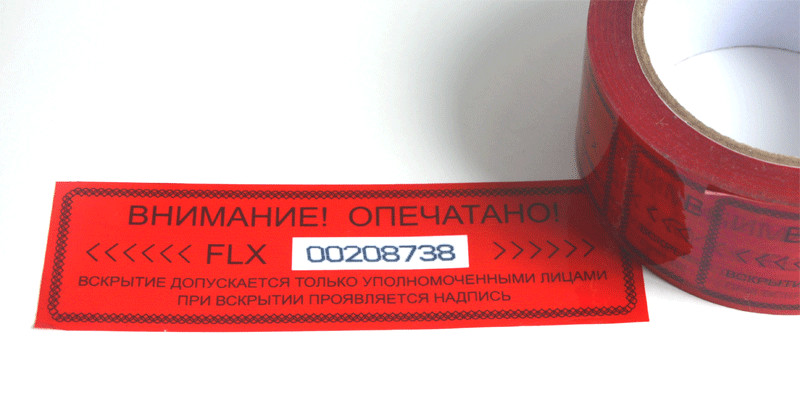 ВНИМАНИЕ! ОПЕЧАТАНО!
<<<<<< FLX 00208738 >>>>>>
ВСКРЫТИЕ ДОПУСКАЕТСЯ ТОЛЬКО УПОЛНОМОЧЕННЫМИ ЛИЦАМИ
ПРИ ВСКРЫТИИ ПРОЯВЛЯЕТСЯ НАДПИСЬ